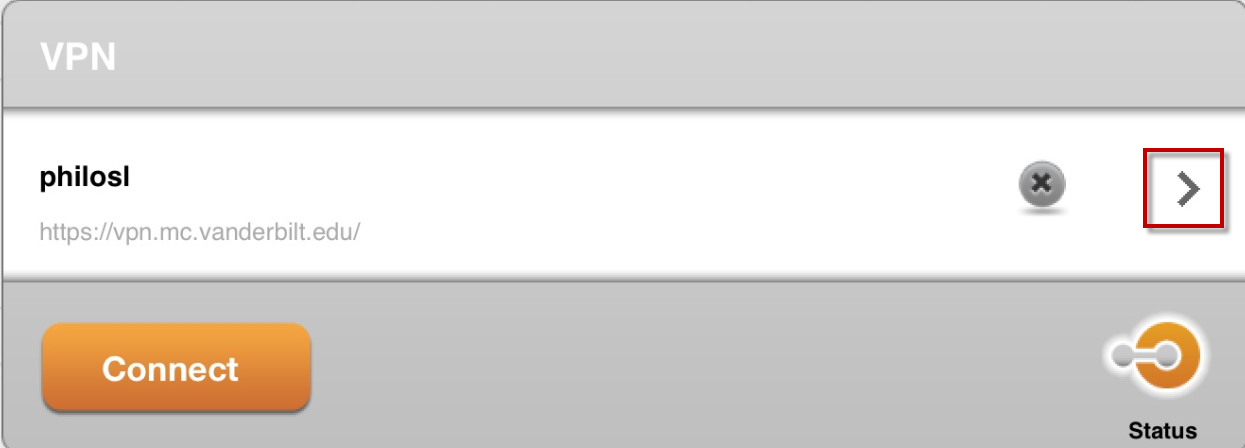 VPN
philosl
https://vpn.mc.vanderbilt.edu/
Connect
Status